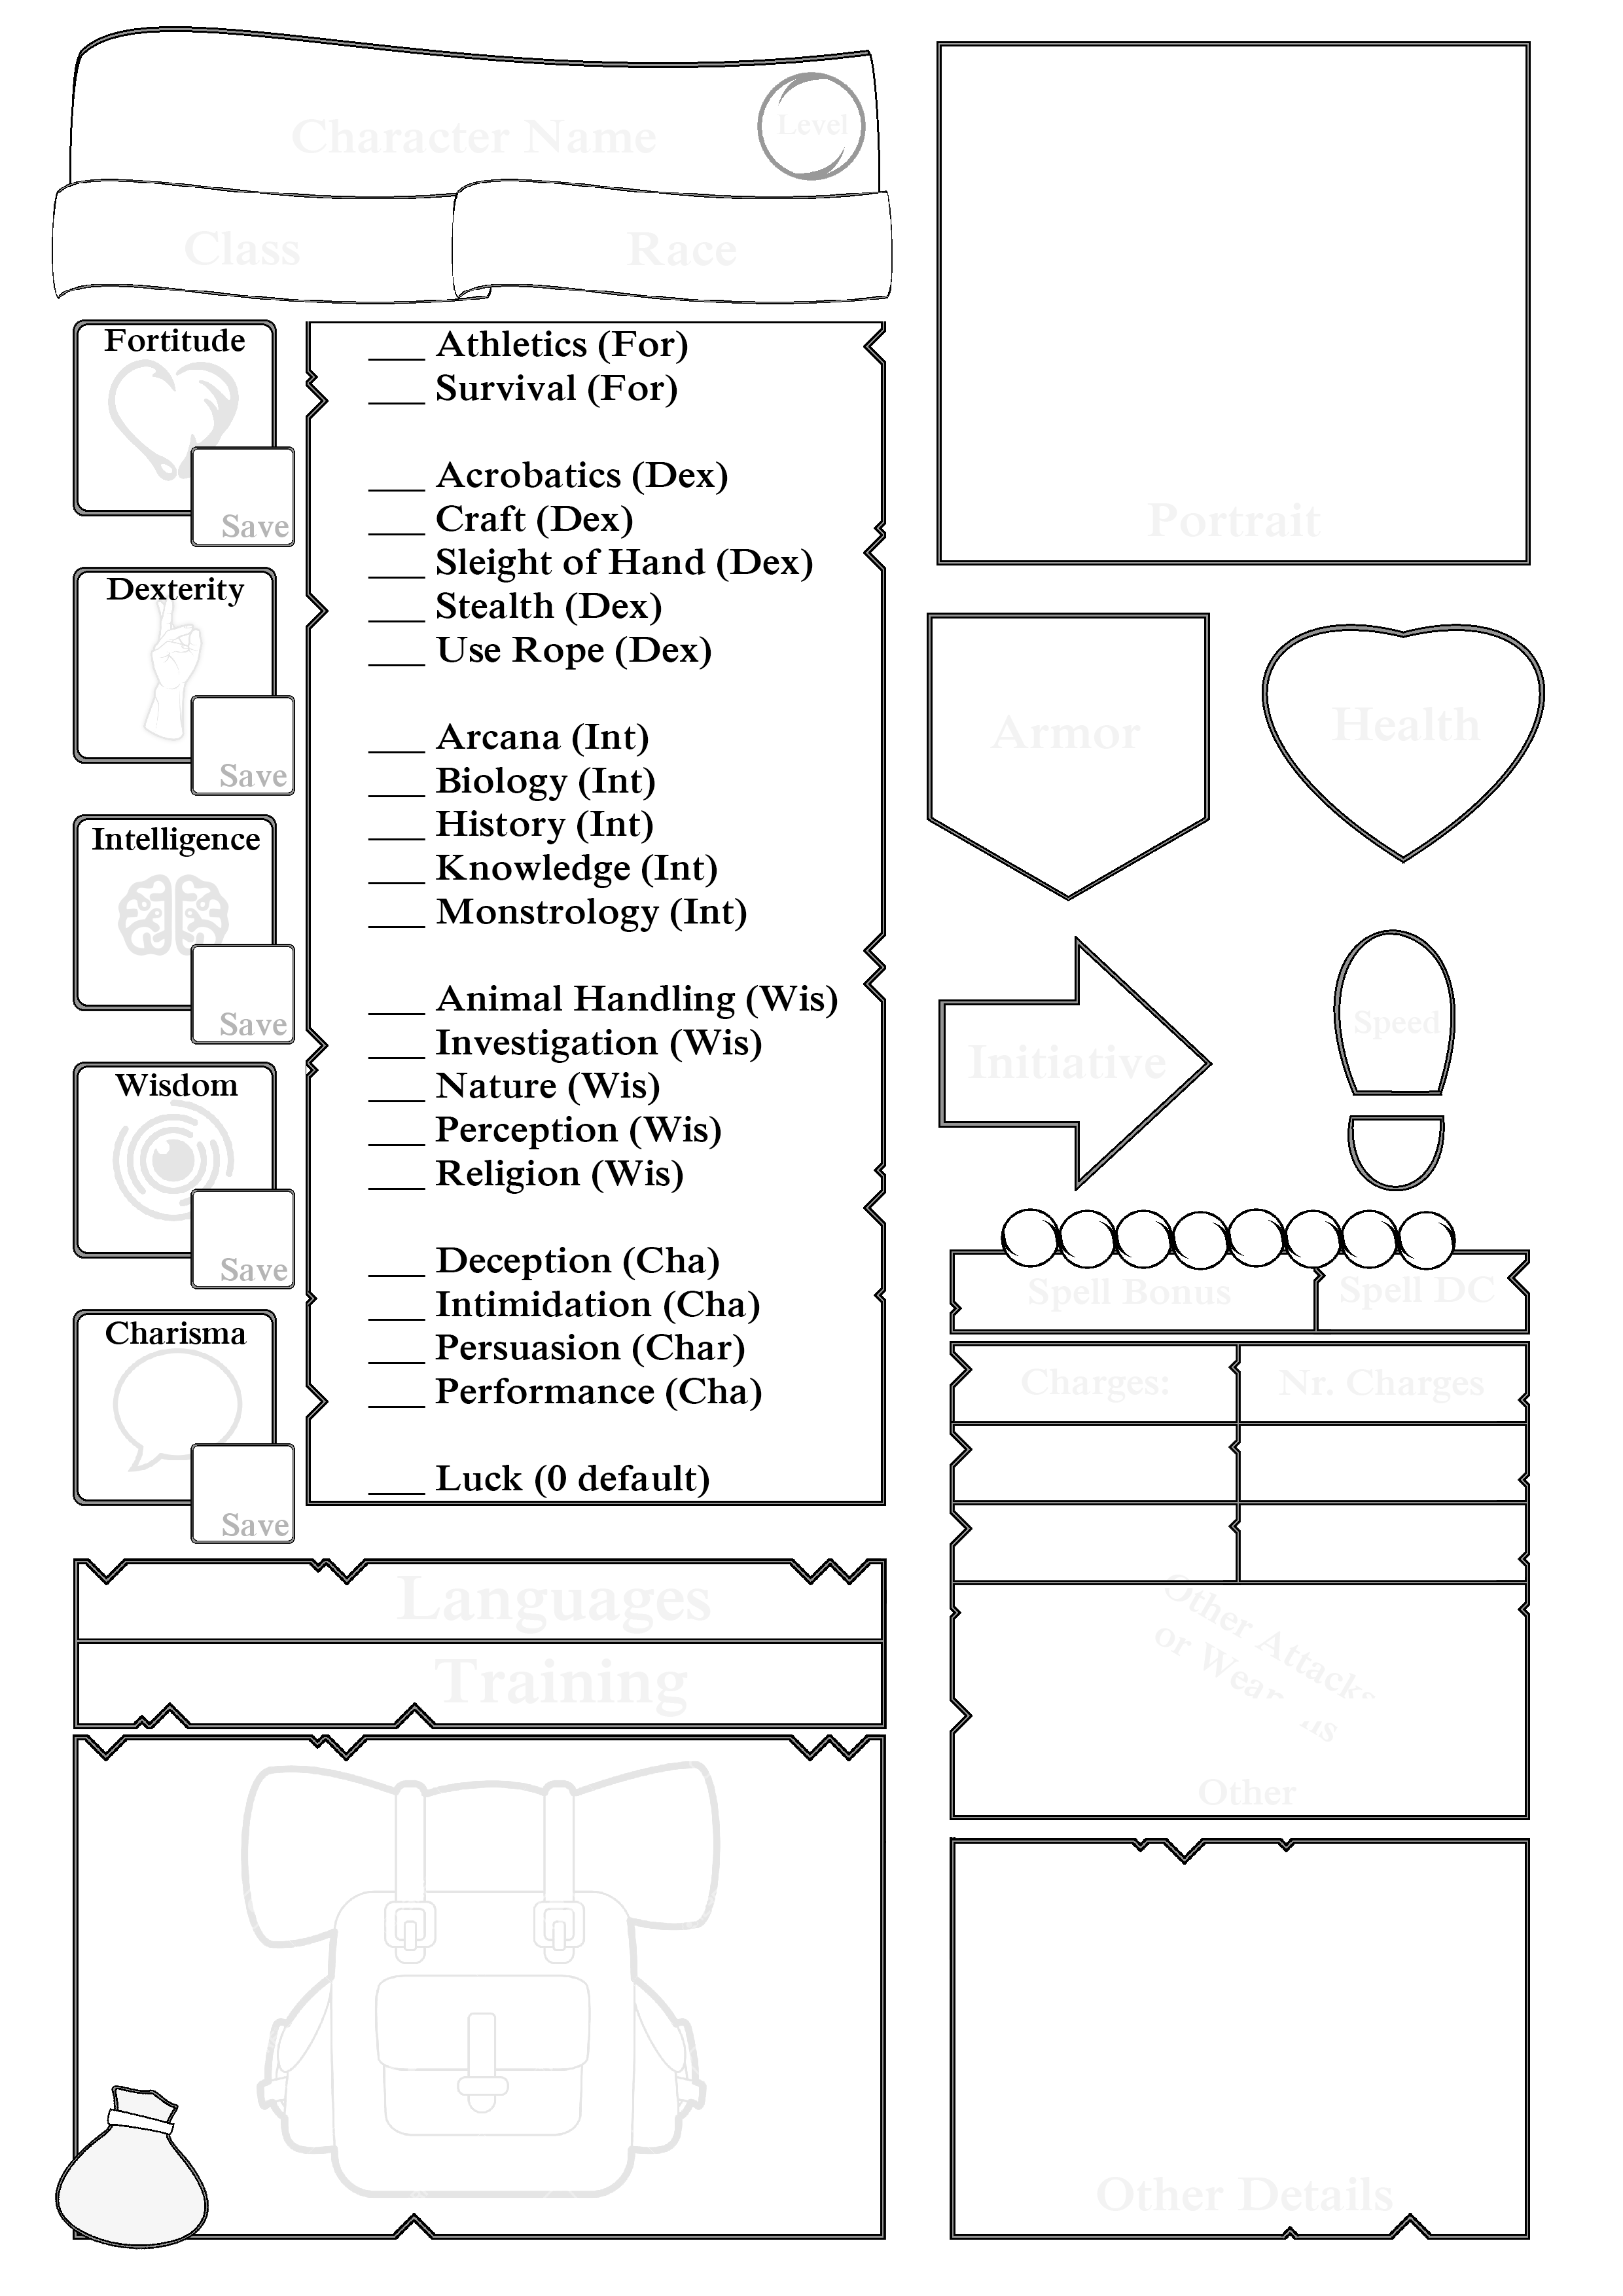 Character Name
Level
Class
Race
Fortitude
Save
Dexterity
Save
Intelligence
Save
Wisdom
Save
Charisma
Save
___ Athletics (For)
___ Survival (For)
___ Acrobatics (Dex)
___ Craft (Dex)
___ Sleight of Hand (Dex)
___ Stealth (Dex)
___ Use Rope (Dex)
___ Arcana (Int)
___ Biology (Int)
___ History (Int)
___ Knowledge (Int)
___ Monstrology (Int)
___ Animal Handling (Wis)
___ Investigation (Wis)
___ Nature (Wis)
___ Perception (Wis)
___ Religion (Wis)
___ Deception (Cha)
___ Intimidation (Cha)
___ Persuasion (Char)
___ Performance (Cha)
___ Luck (0 default)
Languages
Training
Portrait
Armor
Health
Initiative
Speed
Spell Bonus
Spell DC
Charges:
Nr. Charges
Other Attacks
or
Other
Other Details